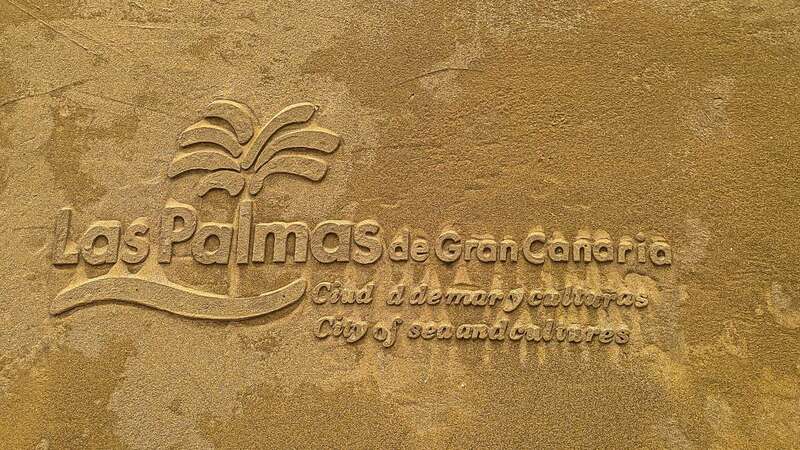 Las Palmas de Gran Canaria
Ciud d de mar y culturas
City of sea and cultures